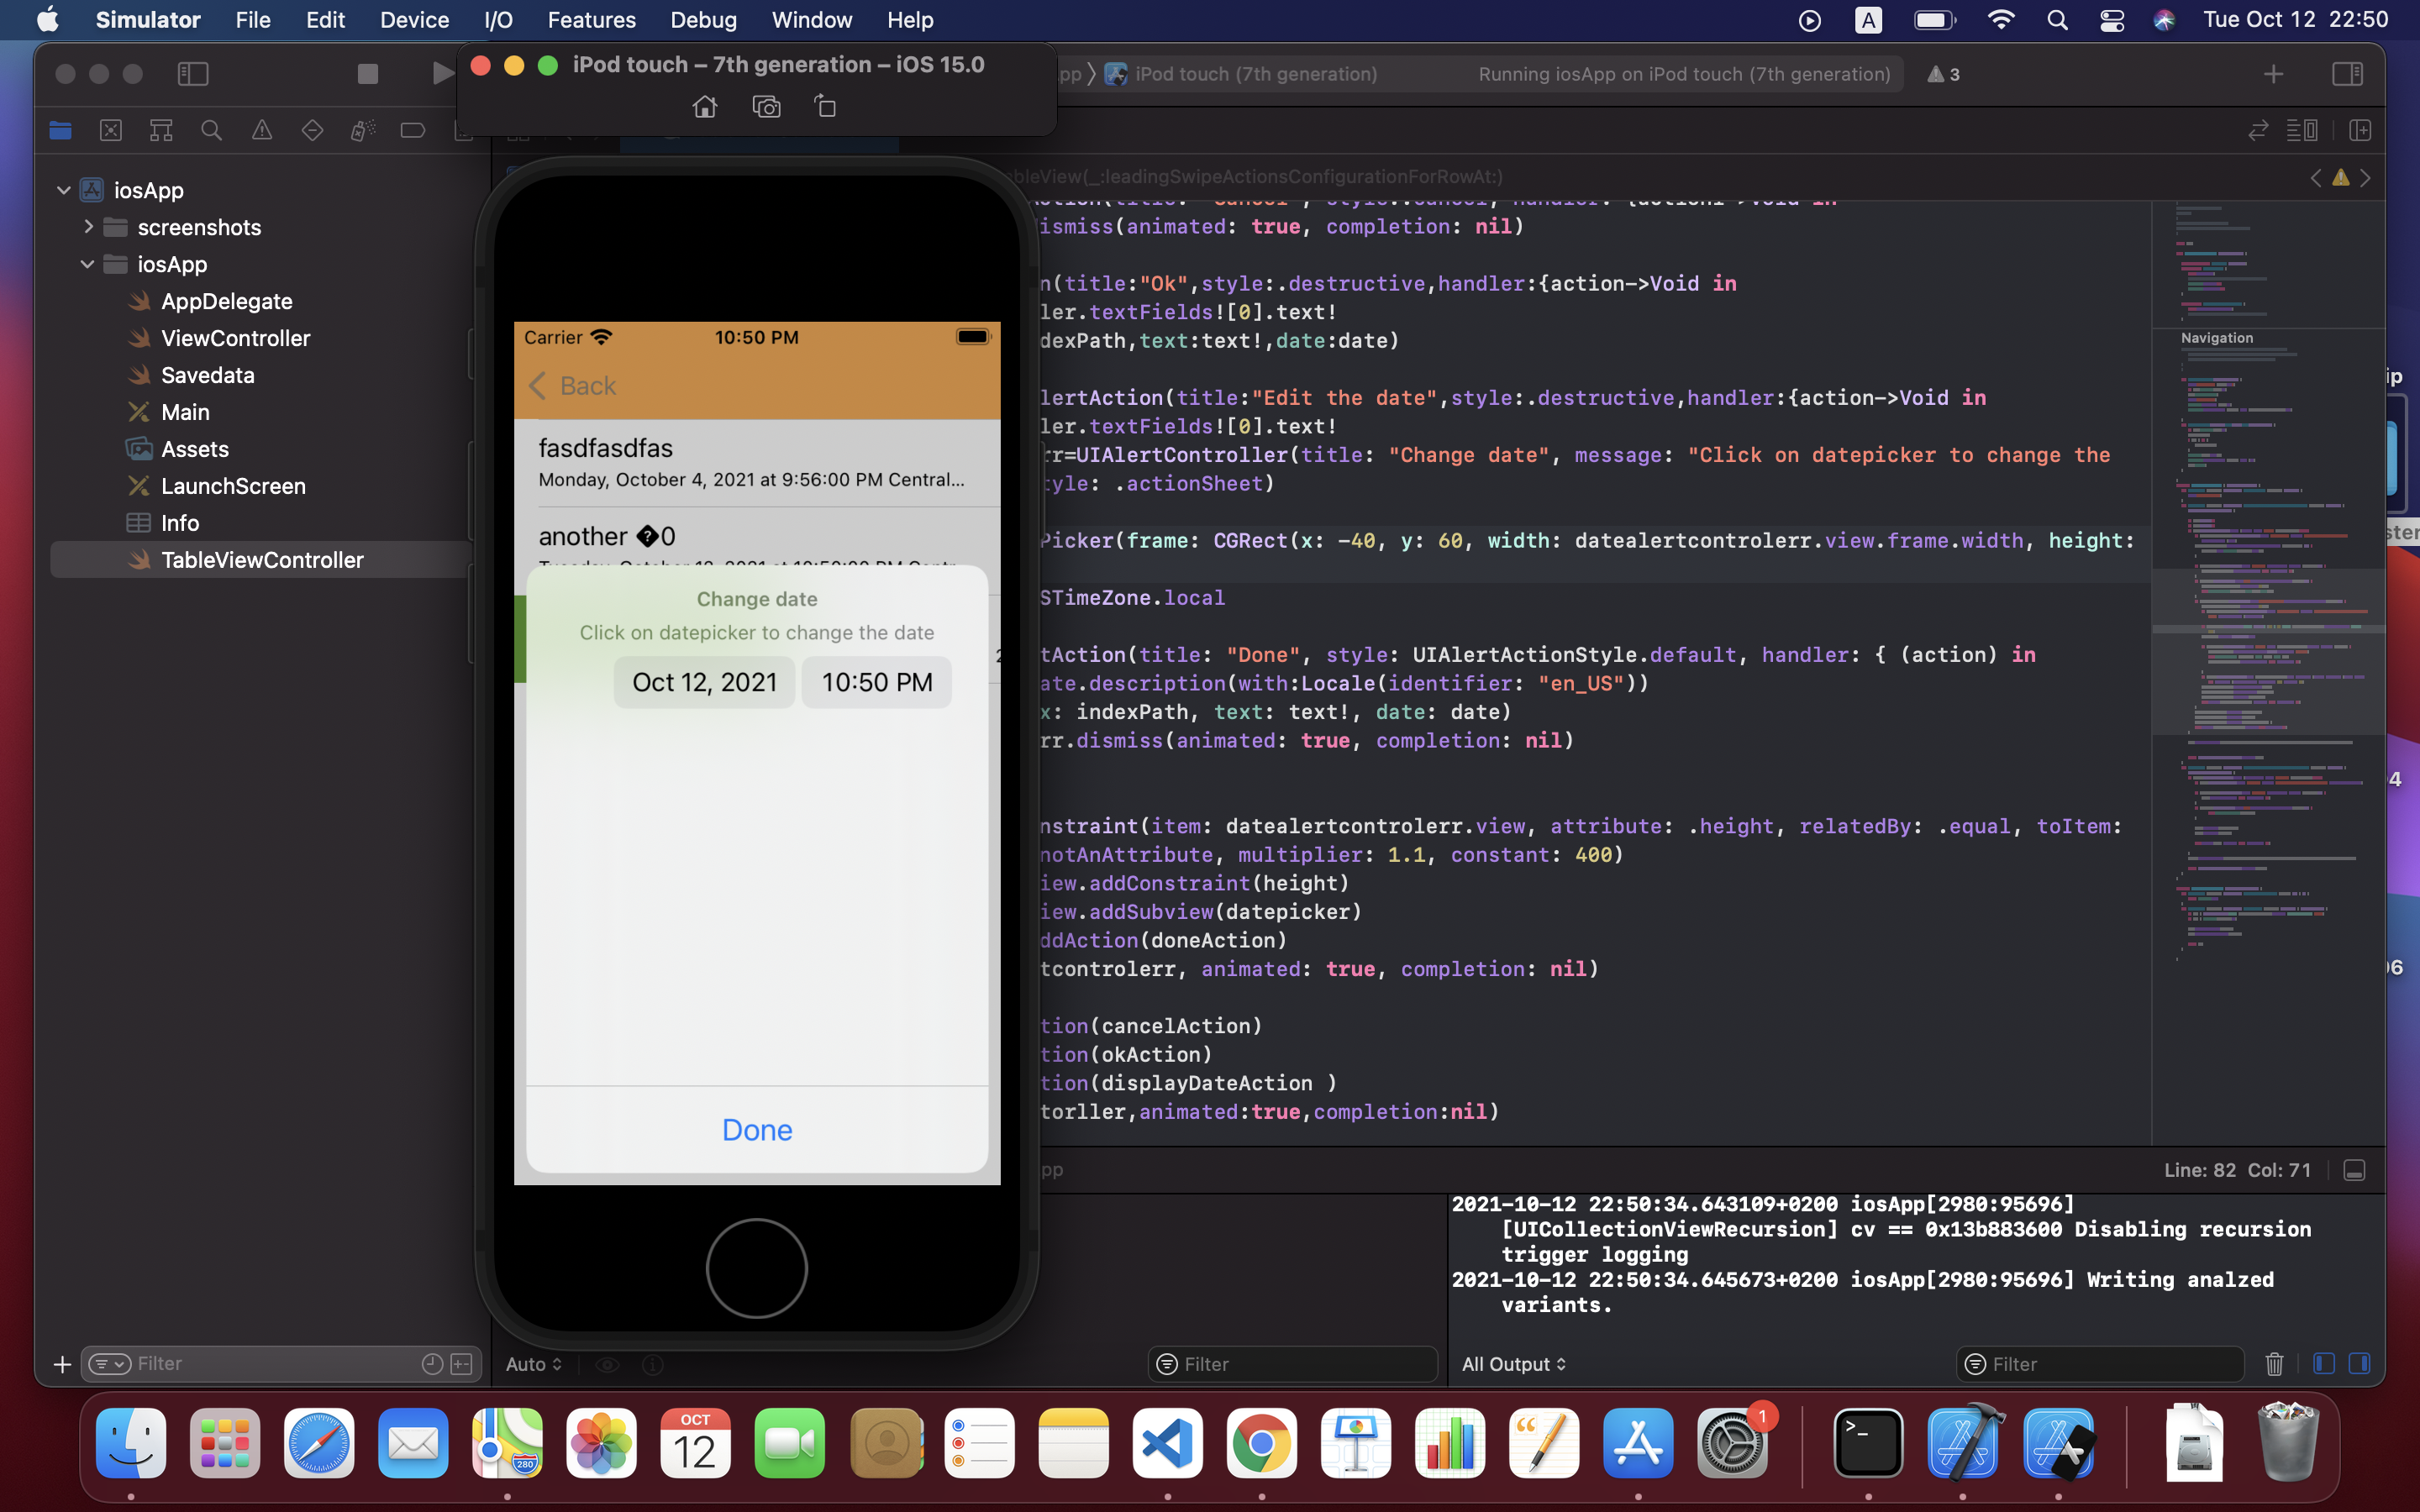 Simulator File Edit Device I/O Features Debug Window Help A Tue Oct 12 22:50
iPod touch – 7th generation – iOS 15.0
iPod touch (7th generation) Running iosApp on iPod touch (7th generation) 3
iosApp
screenshots
iosApp
AppDelegate
ViewController
Savedata
Main
Assets
LaunchScreen
Info
TableViewController
Filter
Carrier 10:50 PM
Back
fasdfasdfas
Monday, October 4, 2021 at 9:56:00 PM Central...
another �0
Change date
Click on datepicker to change the date
Oct 12, 2021 10:50 PM
Done
bleView(_:leadingSwipeActionsConfigurationForRowAt:)
ismiss(animated: true, completion: nil)
n(title:"Ok",style:.destructive,handler:{action->Void in
ler.textFields![0].text!
dexPath,text:text!,date:date)
lertAction(title:"Edit the date",style:.destructive,handler:{action->Void in
ler.textFields![0].text!
rr=UIAlertController(title: "Change date", message: "Click on datepicker to change the
tyle: .actionSheet)
Picker(frame: CGRect(x: -40, y: 60, width: datealertcontrolerr.view.frame.width, height:
STimeZone.local
tAction(title: "Done", style: UIAlertActionStyle.default, handler: { (action) in
ate.description(with:Locale(identifier: "en_US"))
x: indexPath, text: text!, date: date)
rr.dismiss(animated: true, completion: nil)
nstraint(item: datealertcontrolerr.view, attribute: .height, relatedBy: .equal, toItem:
notAnAttribute, multiplier: 1.1, constant: 400)
iew.addConstraint(height)
iew.addSubview(datepicker)
ddAction(doneAction)
tcontrolerr, animated: true, completion: nil)
tion(cancelAction)
tion(okAction)
tion(displayDateAction )
torller,animated:true,completion:nil)
Navigation
Line: 82 Col: 71
2021-10-12 22:50:34.643109+0200 iosApp[2980:95696]
[UICollectionViewRecursion] cv == 0x13b883600 Disabling recursion
trigger logging
2021-10-12 22:50:34.645673+0200 iosApp[2980:95696] Writing analzed
variants.
Auto Filter All Output Filter
OCT
12
280
1